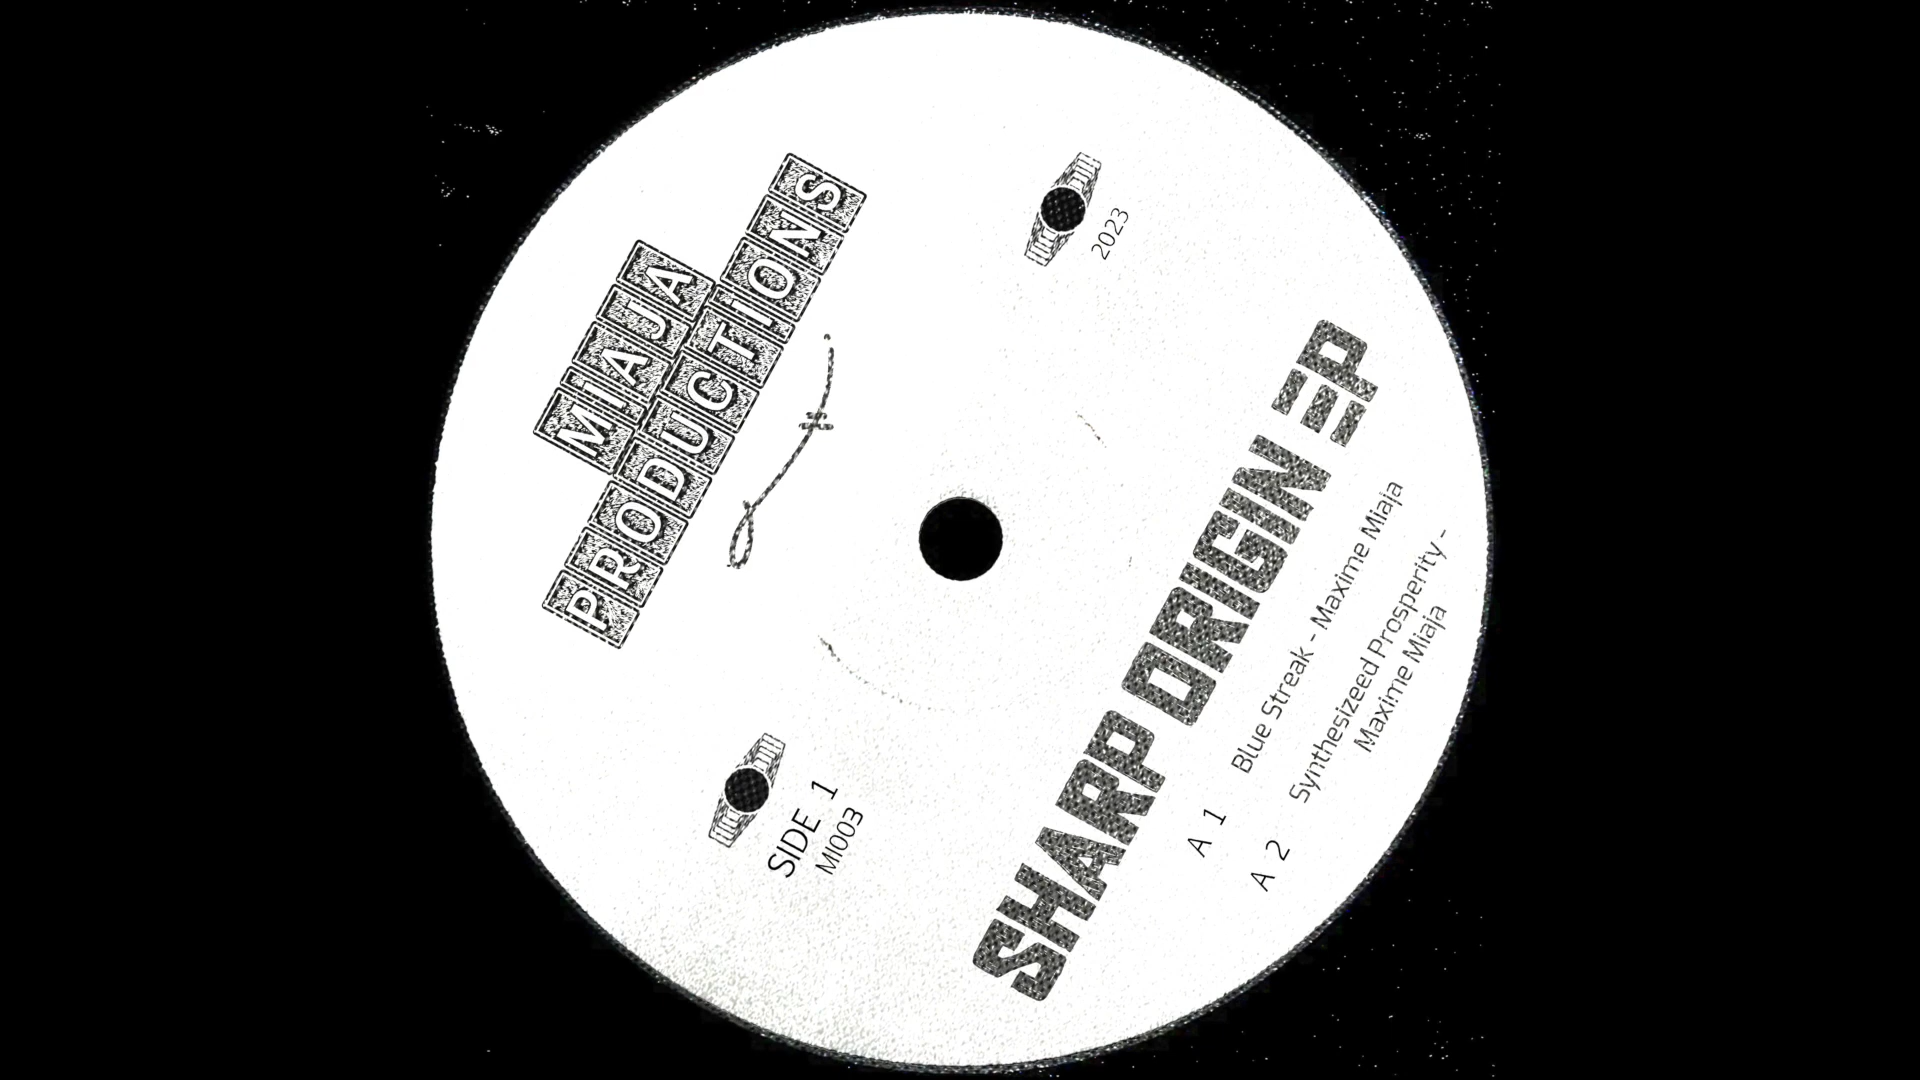 MIAJA
PRODUCTIONS
SIDE 1
MI003
2023
SHARP ORIGIN EP
A 1 Blue Streak - Maxime Miaja
A 2 Synthesizeed Prosperity -
Maxime Miaja